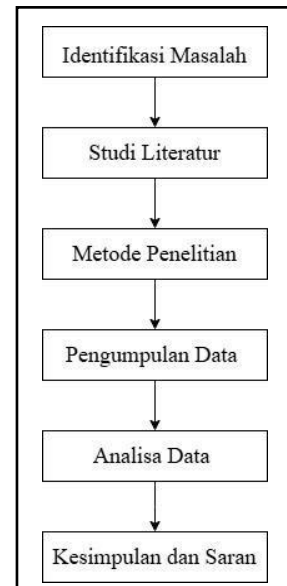 Identifikasi Masalah
Studi Literatur
Metode Penelitian
Pengumpulan Data
Analisa Data
Kesimpulan dan Saran